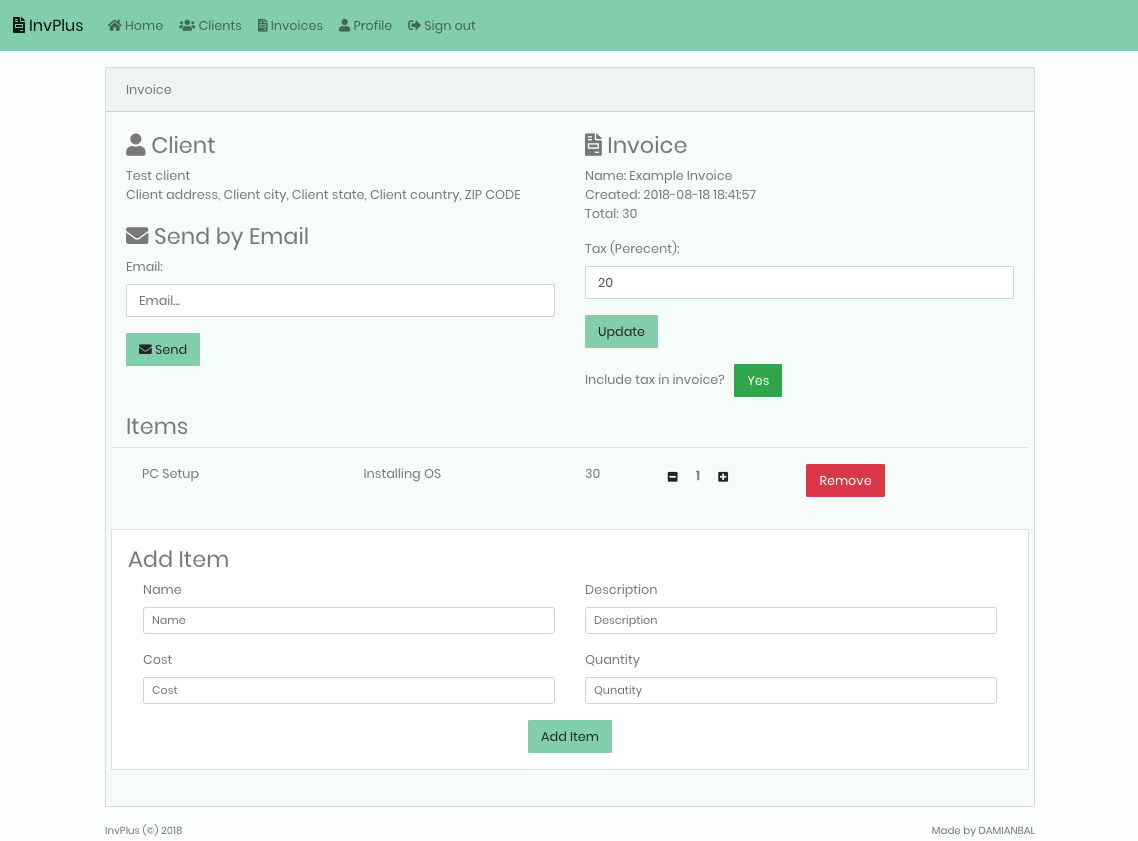 InvPlus Home Clients Invoices Profile Sign out
Invoice
Client
Test client
Client address, Client city, Client state, Client country, ZIP CODE
Send by Email
Email:
Email...
Send
Invoice
Name: Example Invoice
Created: 2018-08-18 18:41:57
Total: 30
Tax (Perecent):
20
Update
Include tax in invoice? Yes
Items
PC Setup Installing OS 30 1 Remove
Add Item
Name Description
Name Description
Cost Quantity
Cost Qunatity
Add Item
InvPlus (©) 2018 Made by DAMIANBAL